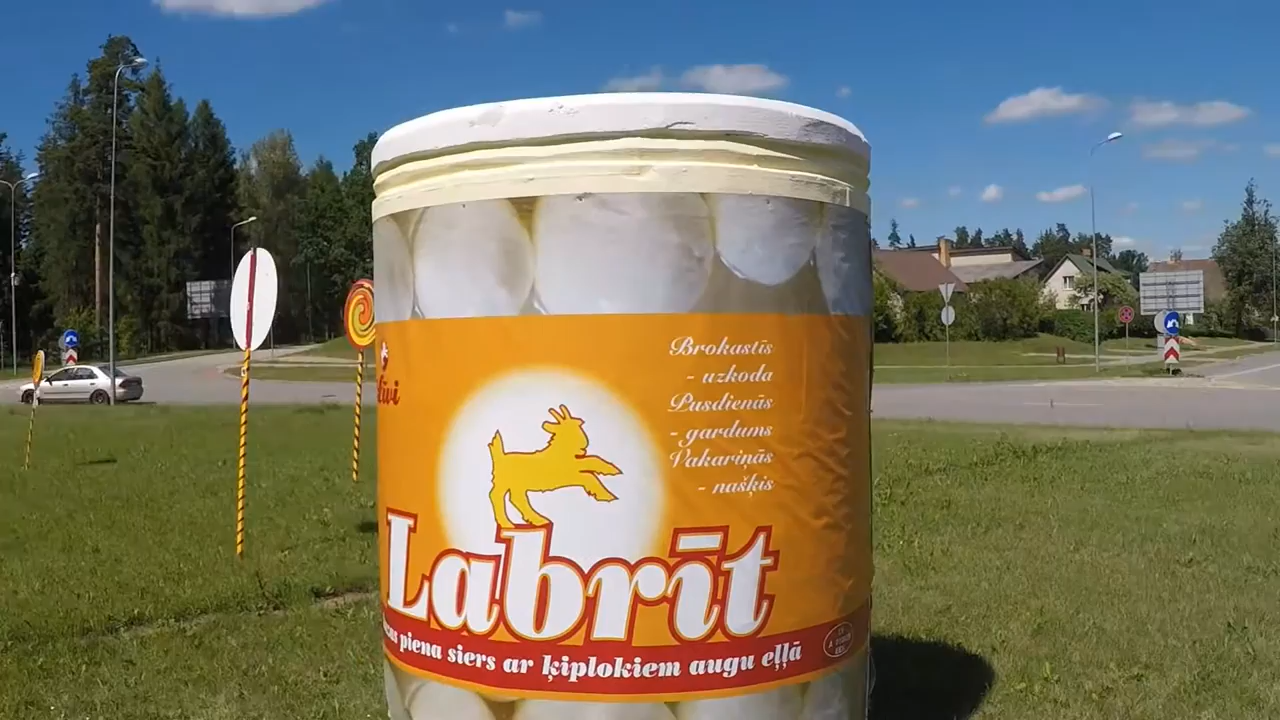 Brokastīs
- uzkoda
Pusdienās
- gardums
Vakariņās
- našķis
Labrīt
piena siers ar ķiplokiem augu eļļā